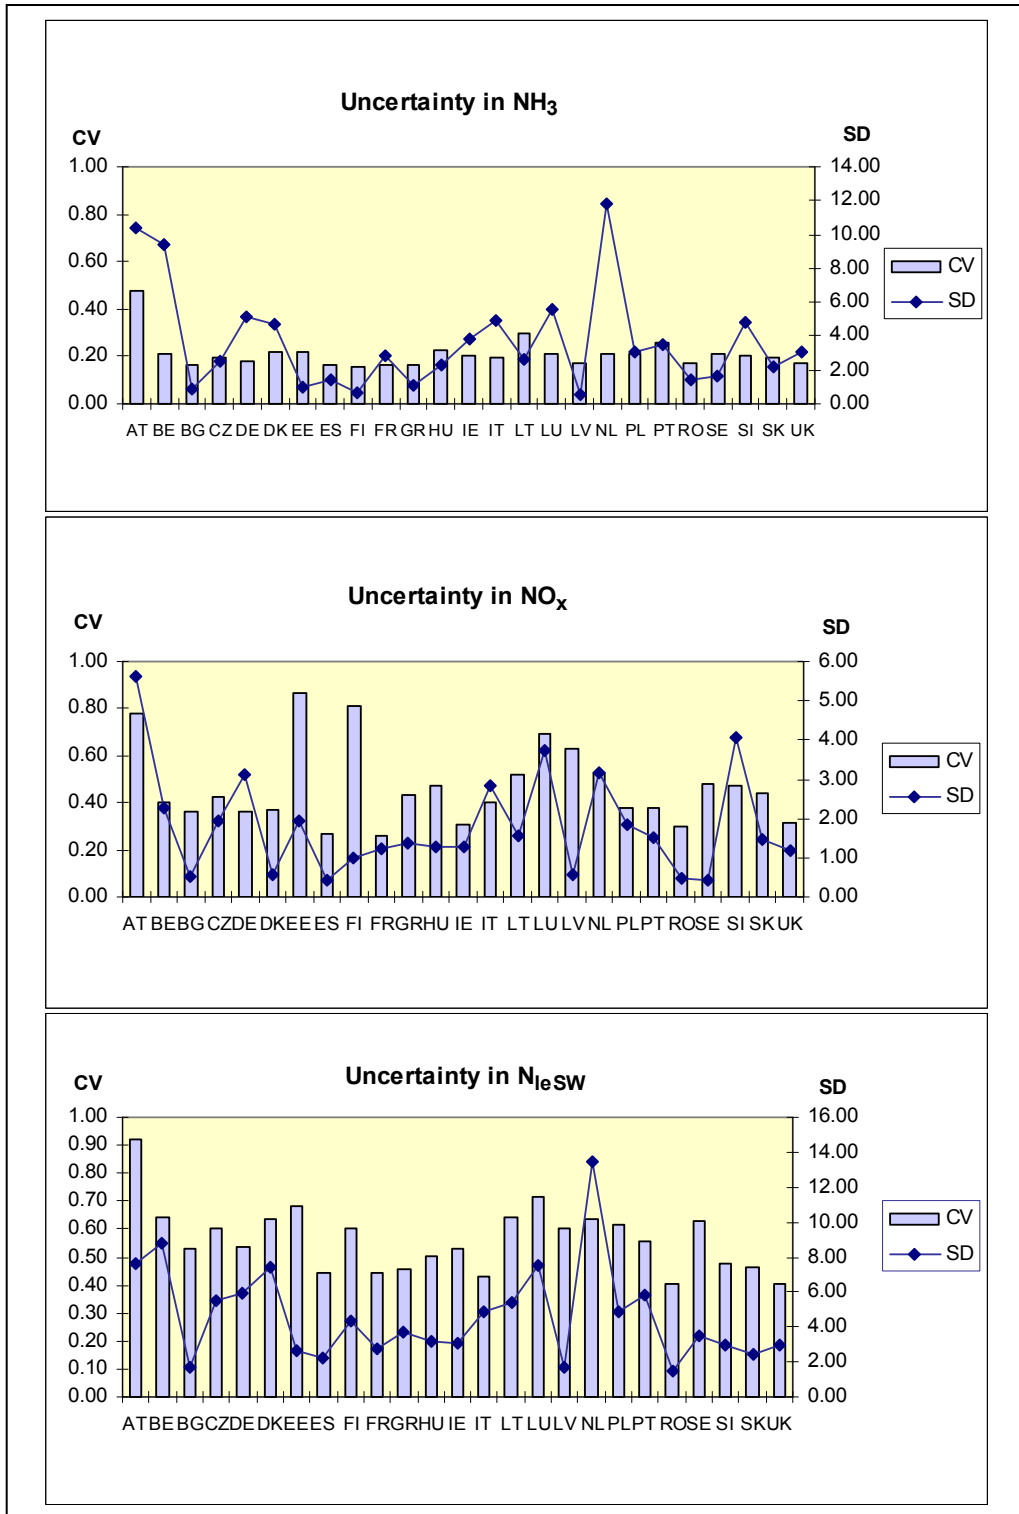 Uncertainty in NH3
CV SD
1.00 14.00
0.80 12.00
0.60 10.00
0.40 8.00
0.20 6.00
0.00 4.00
2.00
0.00
CV
SD
AT BE BG CZ DE DK EE ES FI FR GR HU IE IT LT LU LV NL PL PT RO SE SI SK UK
Uncertainty in NOx
CV SD
1.00 6.00
0.80 5.00
0.60 4.00
0.40 3.00
0.20 2.00
0.00 1.00
0.00
CV
SD
AT BE BG CZ DE DK EE ES FI FR GR HU IE IT LT LU LV NL PL PT RO SE SI SK UK
Uncertainty in NleSW
CV SD
1.00 16.00
0.90 14.00
0.80 12.00
0.70 10.00
0.60 8.00
0.50 6.00
0.40 4.00
0.30 2.00
0.20 0.00
0.10
0.00
CV
SD
AT BE BG CZ DE DK EE ES FI FR GR HU IE IT LT LU LV NL PL PT RO SE SI SK UK